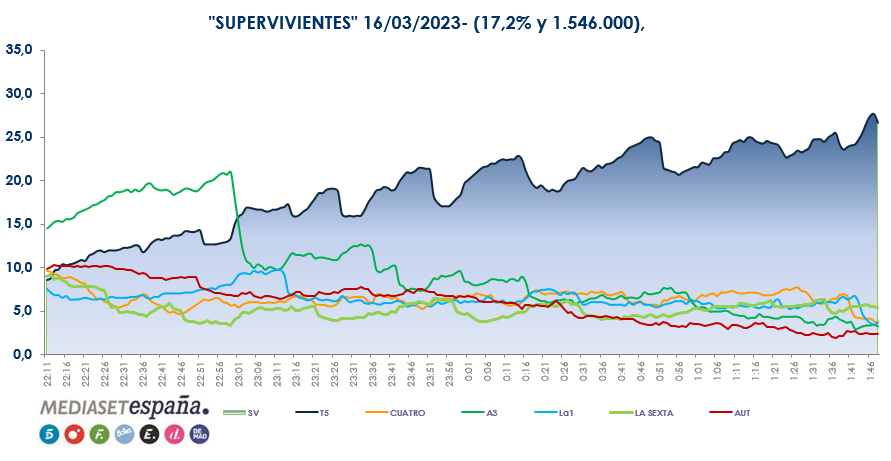 "SUPERVIVIENTES" 16/03/2023- (17,2% y 1.546.000),
35,0
30,0
25,0
20,0
15,0
10,0
5,0
0,0
22:11 22:16 22:21 22:26 22:31 22:36 22:41 22:46 22:51 22:56 23:01 23:06 23:11 23:16 23:21 23:26 23:31 23:36 23:41 23:46 23:51 23:56 0:01 0:06 0:11 0:16 0:21 0:26 0:31 0:36 0:41 0:46 0:51 0:56 1:01 1:06 1:11 1:16 1:21 1:26 1:31 1:36 1:41 1:46
SV T5 CUATRO A3 La1 LA SEXTA AUT
MEDIASETespaña.
5 F. Boing E. d. DE MAD